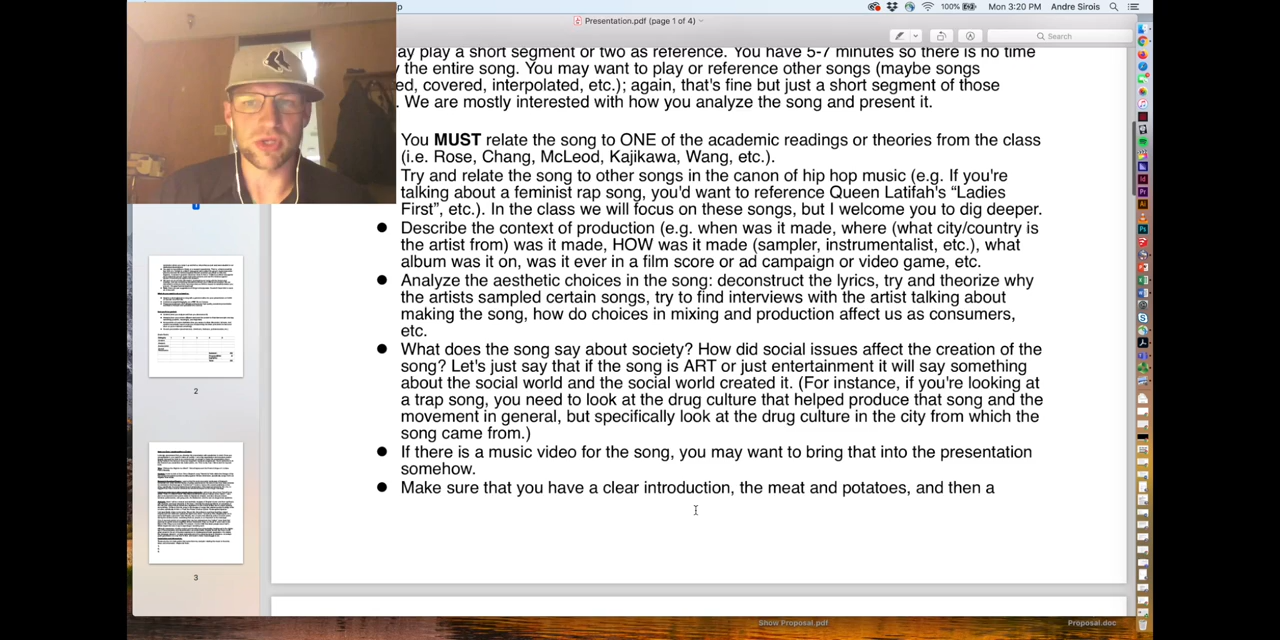 p
100%
Mon 3:20 PM
Andre Sirois
Presentation.pdf (page 1 of 4)
Search
ay play a short segment or two as reference. You have 5-7 minutes so there is no time
y the entire song. You may want to play or reference other songs (maybe songs
ed, covered, interpolated, etc.); again, that's fine but just a short segment of those
. We are mostly interested with how you analyze the song and present it.
You MUST relate the song to ONE of the academic readings or theories from the class
(i.e. Rose, Chang, McLeod, Kajikawa, Wang, etc.).
Try and relate the song to other songs in the canon of hip hop music (e.g. If you're
talking about a feminist rap song, you'd want to reference Queen Latifah's “Ladies
First”, etc.). In the class we will focus on these songs, but I welcome you to dig deeper.
● Describe the context of production (e.g. when was it made, where (what city/country is
the artist from) was it made, HOW was it made (sampler, instrumentalist, etc.), what
album was it on, was it ever in a film score or ad campaign or video game, etc.
● Analyze the aesthetic choices in the song: deconstruct the lyrics, try and theorize why
the artists sampled certain songs, try to find interviews with the artist talking about
making the song, how do choices in mixing and production affect us as consumers,
etc.
● What does the song say about society? How did social issues affect the creation of the
song? Let's just say that if the song is ART or just entertainment it will say something
about the social world and the social world created it. (For instance, if you're looking at
a trap song, you need to look at the drug culture that helped produce that song and the
movement in general, but specifically look at the drug culture in the city from which the
song came from.)
● If there is a music video for the song, you may want to bring that into the presentation
somehow.
● Make sure that you have a clear introduction, the meat and potatoes, and then a
2
3
Show Proposal.pdf
Proposal.doc